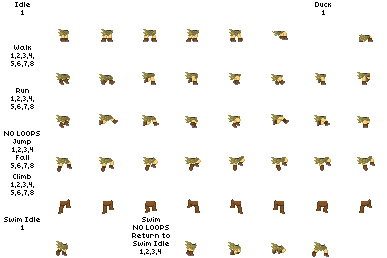 Idle
1
Duck
1
Walk
1,2,3,4,
5,6,7,8
Run
1,2,3,4,
5,6,7,8
NO LOOPS
Jump
1,2,3,4
Fall
5,6,7,8
Climb
1,2,3,4,
5,6,7,8
Swim Idle
1
Swim
NO LOOPS
Return to
Swim Idle
1,2,3,4